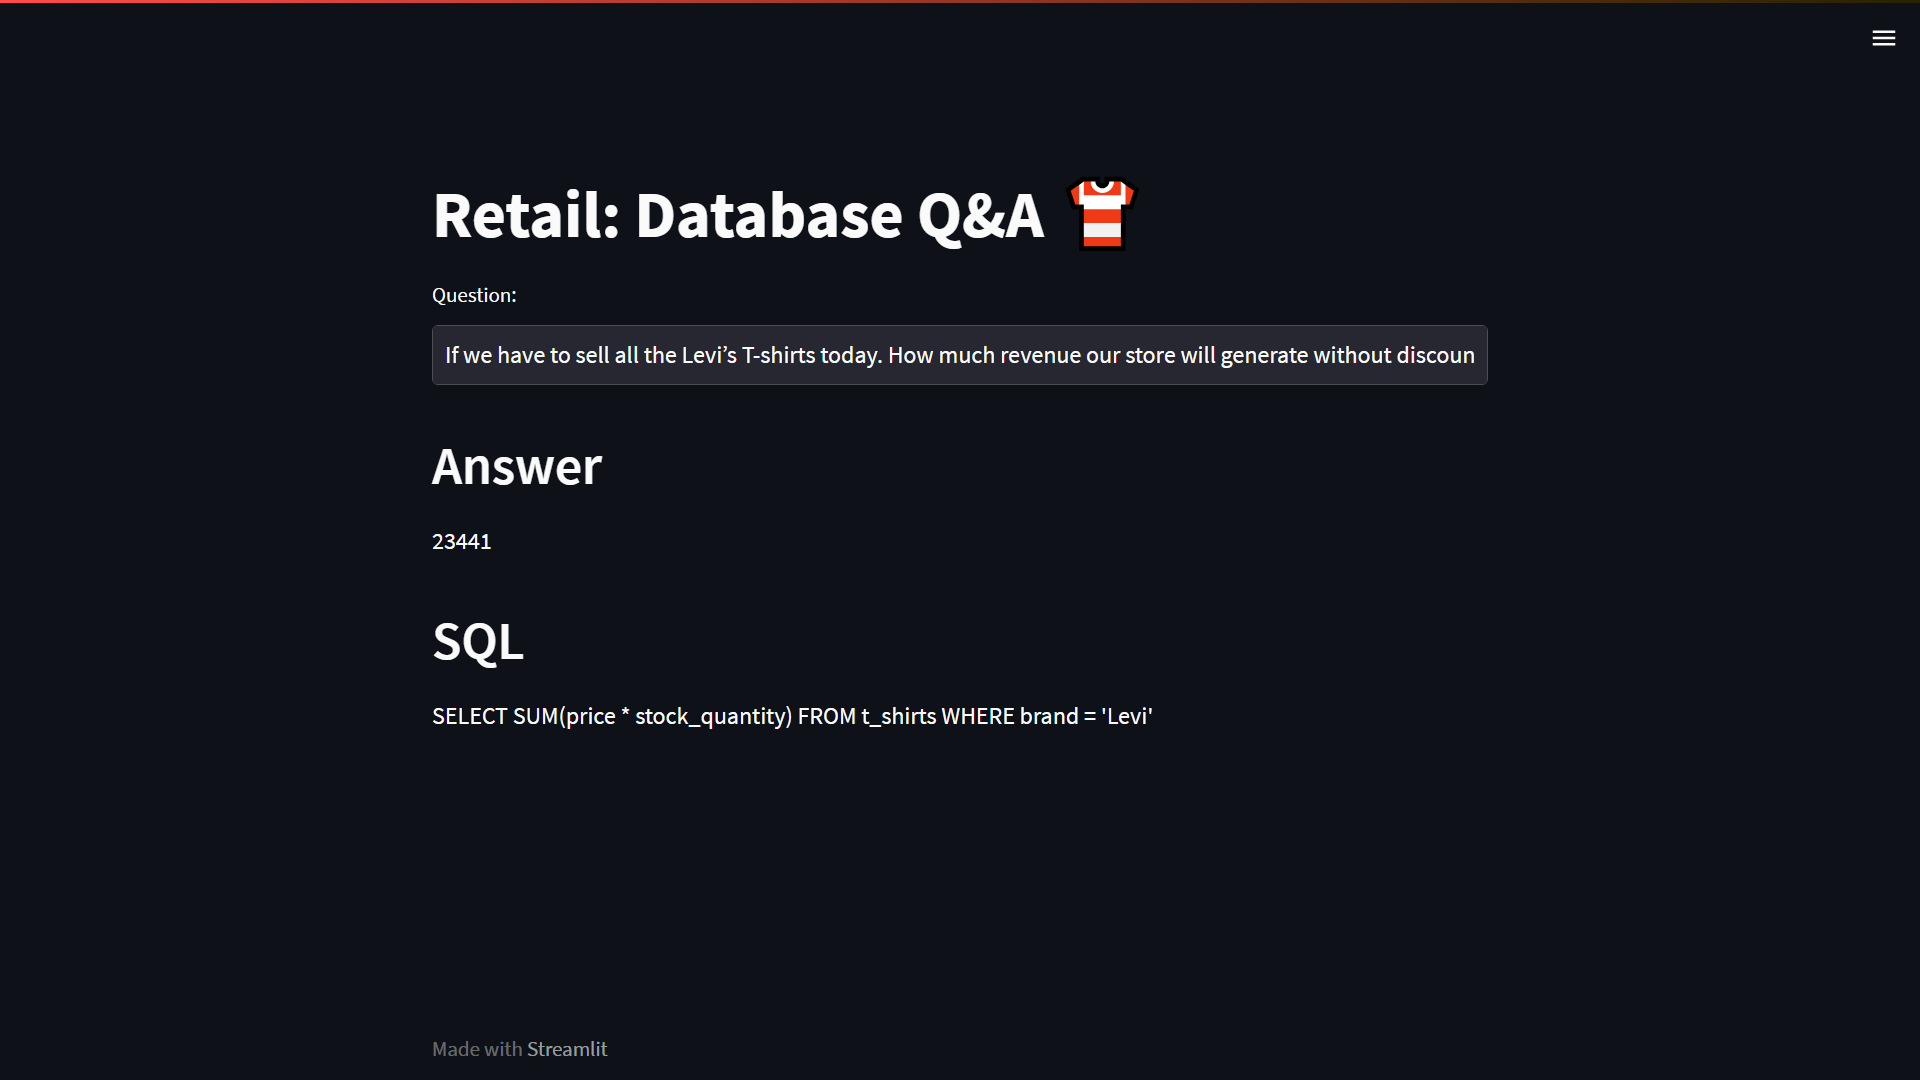 Retail: Database Q&A
Question:
If we have to sell all the Levi’s T-shirts today. How much revenue our store will generate without discoun
Answer
23441
SQL
SELECT SUM(price * stock_quantity) FROM t_shirts WHERE brand = 'Levi'
Made with Streamlit